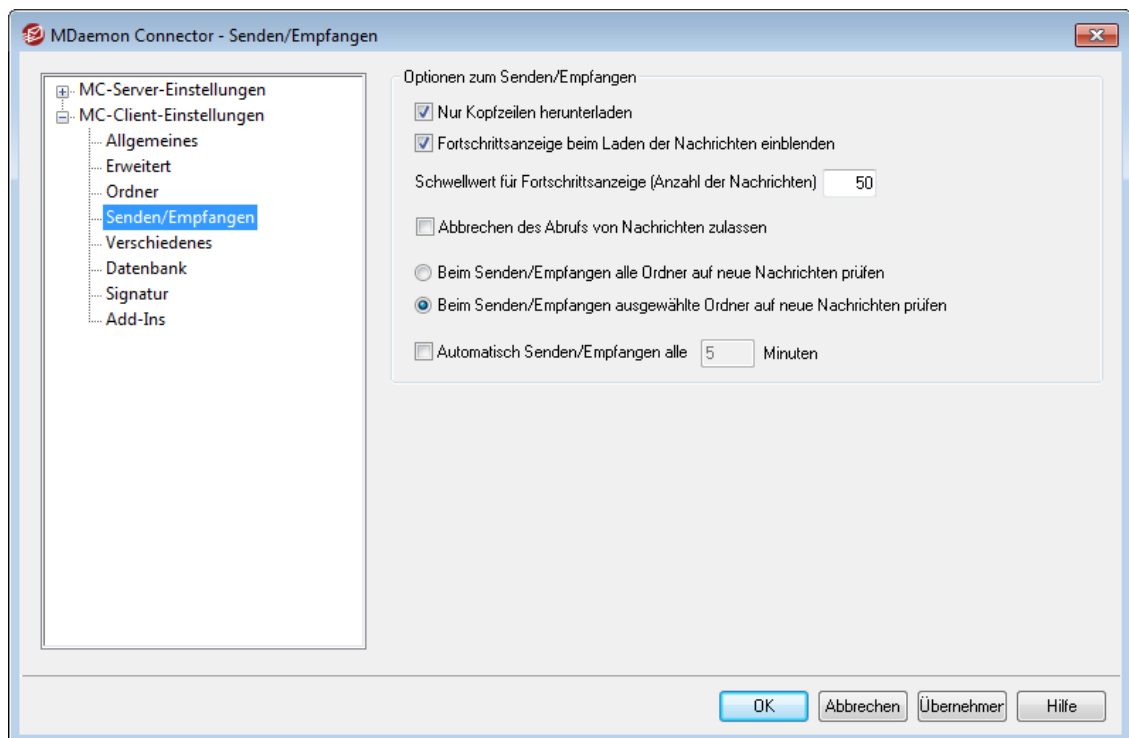 MDaemon Connector - Senden/Empfangen
MC-Server-Einstellungen
MC-Client-Einstellungen
Allgemeines
Erweitert
Ordner
Senden/Empfangen
Verschiedenes
Datenbank
Signatur
Add-Ins
Optionen zum Senden/Empfangen
Nur Kopfzeilen herunterladen
Fortschrittsanzeige beim Laden der Nachrichten einblenden
Schwellwert für Fortschrittsanzeige (Anzahl der Nachrichten) 50
Abbrechen des Abrufs von Nachrichten zulassen
Beim Senden/Empfangen alle Ordner auf neue Nachrichten prüfen
Beim Senden/Empfangen ausgewählte Ordner auf neue Nachrichten prüfen
Automatisch Senden/Empfangen alle 5 Minuten
OK Abbrechen Übernehmer Hilfe